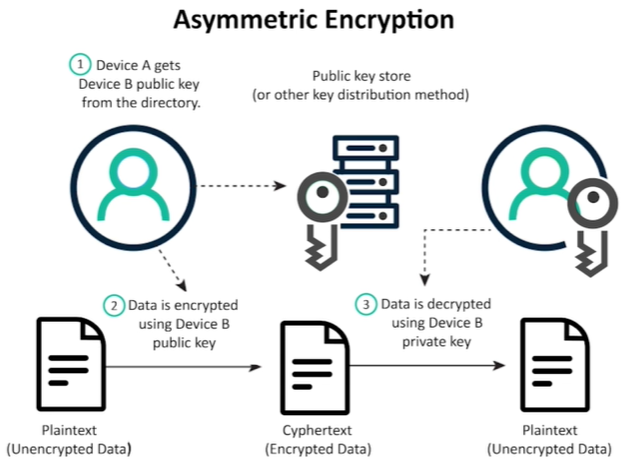 Asymmetric Encryption
1 Device A gets
Device B public key
from the directory.
Public key store
(or other key distribution method)
2 Data is encrypted
using Device B
public key
3 Data is decrypted
using Device B
private key
Plaintext
(Unencrypted Data)
Cyphertext
(Encrypted Data)
Plaintext
(Unencrypted Data)